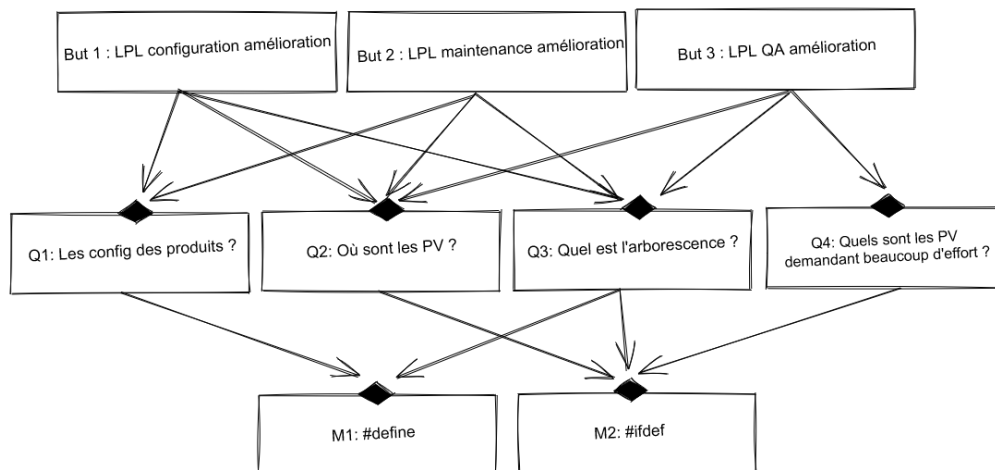 But 1 : LPL configuration amélioration
But 2 : LPL maintenance amélioration
But 3 : LPL QA amélioration
Q1: Les config des produits ?
Q2: Où sont les PV ?
Q3: Quel est l'arborescence ?
Q4: Quels sont les PV
demandant beaucoup d'effort ?
M1: #define
M2: #ifdef